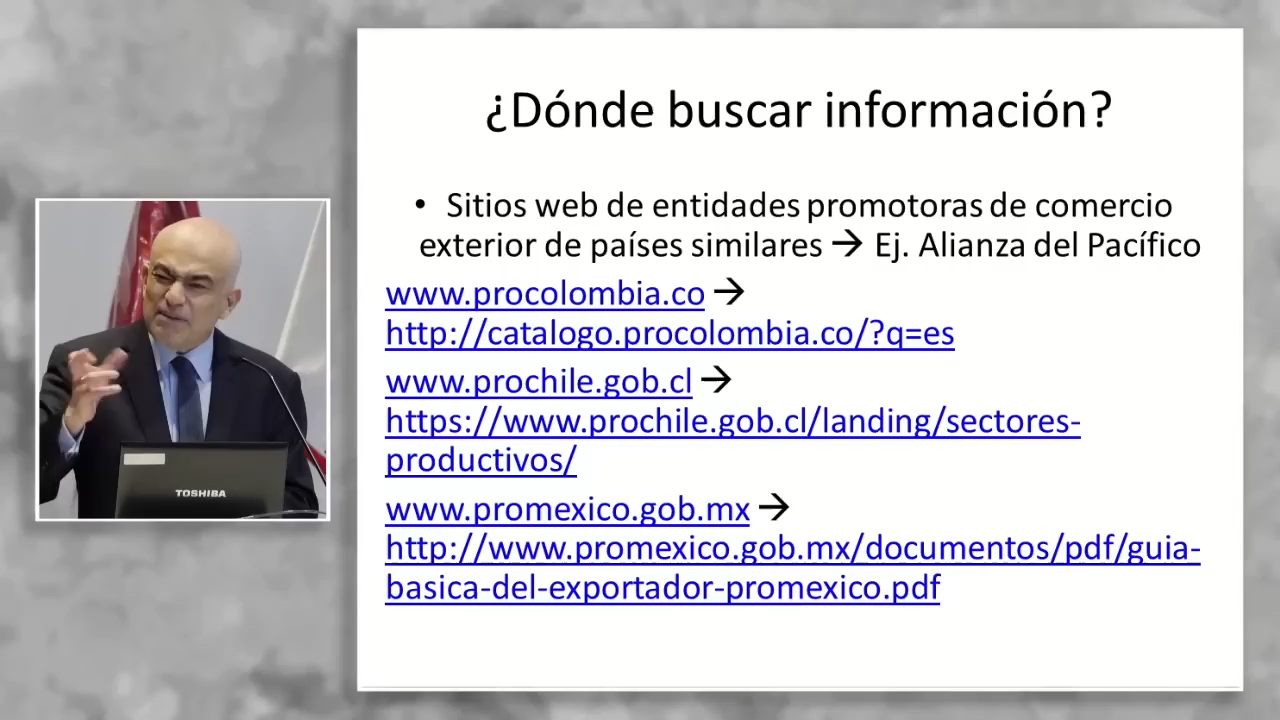 ¿Dónde buscar información?
• Sitios web de entidades promotoras de comercio
exterior de países similares → Ej. Alianza del Pacífico
www.procolombia.co →
http://catalogo.procolombia.co/?q=es
www.prochile.gob.cl →
https://www.prochile.gob.cl/landing/sectores-
productivos/
www.promexico.gob.mx →
http://www.promexico.gob.mx/documentos/pdf/guia-
basica-del-exportador-promexico.pdf
TOSHIBA